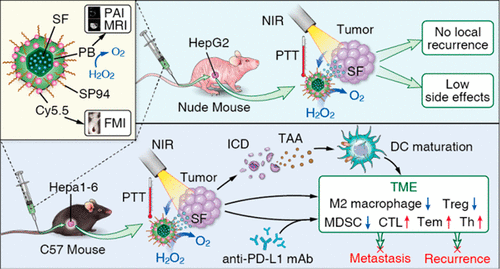 SF
PAI
MRI
PB
O₂
H₂O₂
SP94
Cy5.5
FMI
HepG2
Nude Mouse
NIR
Tumor
PTT
SF
O₂
H₂O₂
No local
recurrence
Low
side effects
Hepa1-6
C57 Mouse
NIR
Tumor
PTT
SF
O₂
H₂O₂
ICD
TAA
DC maturation
anti-PD-L1 mAb
TME
M2 macrophage Treg
MDSC CTL Tem Th
Metastasis Recurrence